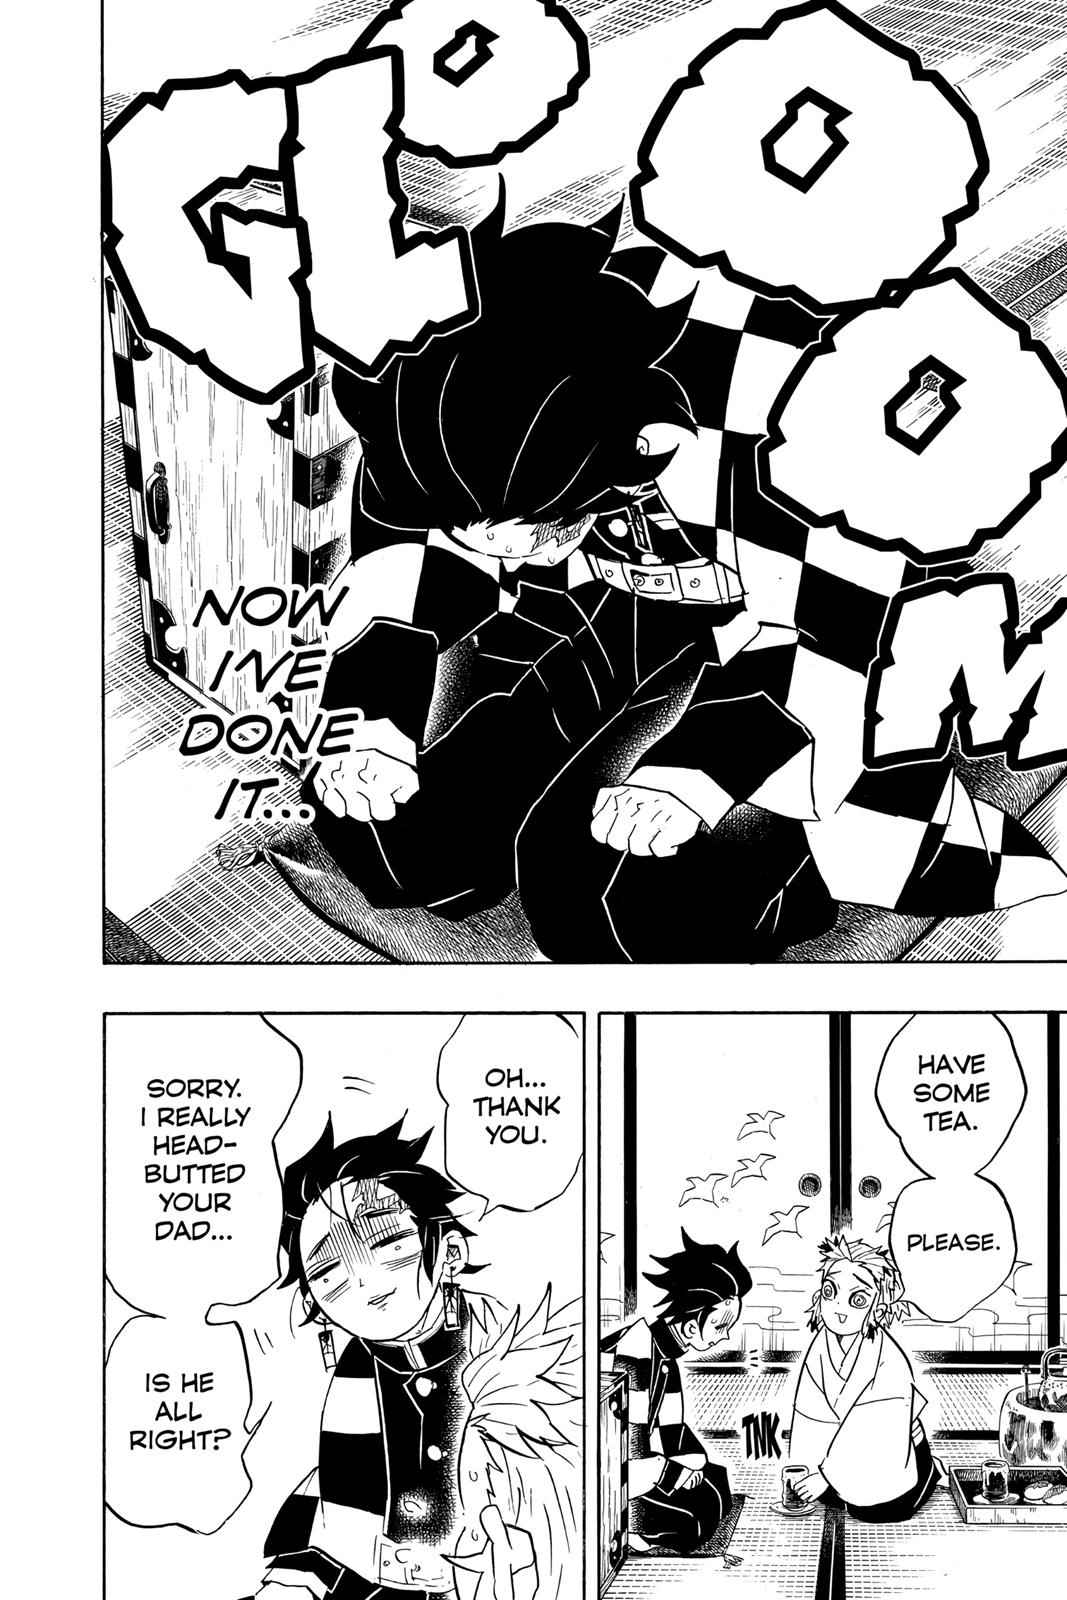 GLOOOM
NOW
I'VE
DONE
IT...
HAVE
SOME
TEA.
PLEASE.
TNK
OH...
THANK
YOU.
SORRY.
I REALLY
HEAD-
BUTTED
YOUR
DAD...
IS HE
ALL
RIGHT?